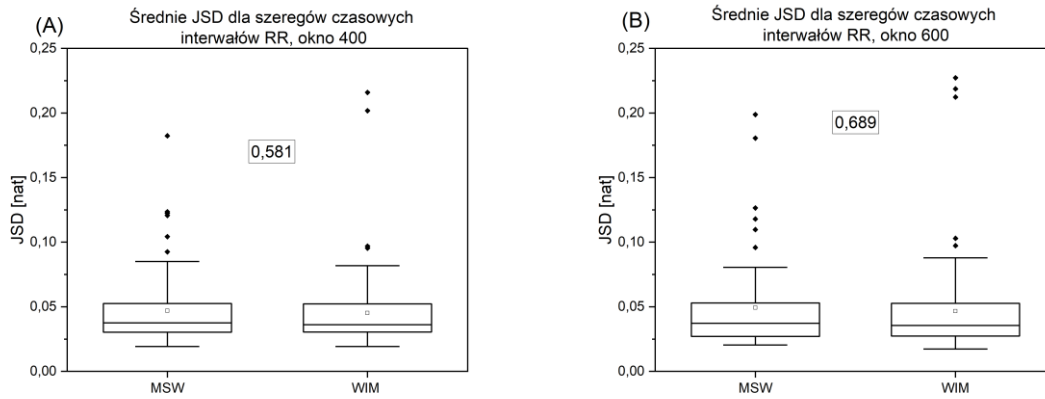 (A)
Średnie JSD dla szeregów czasowych
interwałów RR, okno 400
0,25
0,20
0,15
0,10
0,05
0,00
JSD [nat]
0,581
MSW
WIM
(B)
Średnie JSD dla szeregów czasowych
interwałów RR, okno 600
0,25
0,20
0,15
0,10
0,05
0,00
JSD [nat]
0,689
MSW
WIM